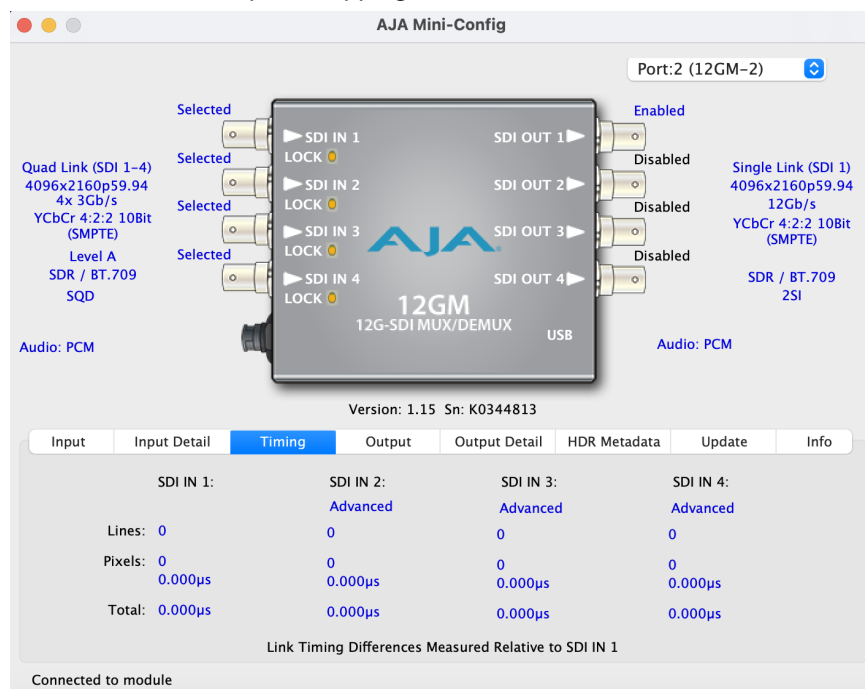 AJA Mini-Config
Port:2 (12GM-2)
Selected
Selected
Selected
Selected
Quad Link (SDI 1-4)
4096x2160p59.94
4x 3Gb/s
YCbCr 4:2:2 10Bit
(SMPTE)
Level A
SDR / BT.709
SQD
Audio: PCM
SDI IN 1
LOCK
SDI IN 2
LOCK
SDI IN 3
LOCK
SDI IN 4
LOCK
SDI OUT 1
SDI OUT 2
SDI OUT 3
SDI OUT 4
AJA
12GM
12G-SDI MUX/DEMUX
USB
Enabled
Disabled
Disabled
Disabled
Single Link (SDI 1)
4096x2160p59.94
12Gb/s
YCbCr 4:2:2 10Bit
(SMPTE)
SDR / BT.709
2SI
Audio: PCM
Version: 1.15 Sn: K0344813
Input Input Detail Timing Output Output Detail HDR Metadata Update Info
SDI IN 1: SDI IN 2: SDI IN 3: SDI IN 4:
Advanced Advanced Advanced
Lines: 0 0 0 0
Pixels: 0 0 0 0
0.000µs 0.000µs 0.000µs 0.000µs
Total: 0.000µs 0.000µs 0.000µs 0.000µs
Link Timing Differences Measured Relative to SDI IN 1
Connected to module